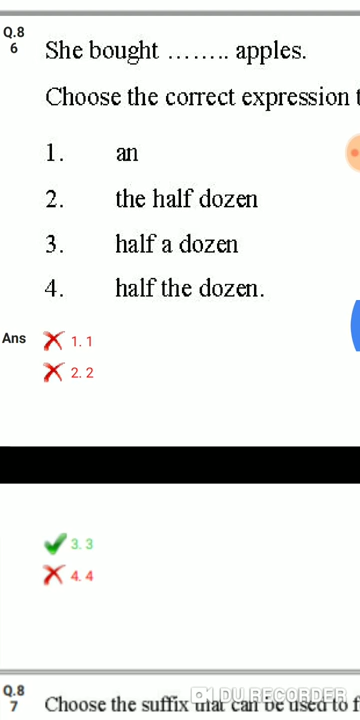 Q.8
6
She bought …….. apples.
Choose the correct expression
1. an
2. the half dozen
3. half a dozen
4. half the dozen.
Ans
1. 1
2. 2
3. 3
4. 4
DU RECORDER
Q.8
7
Choose the suffix that can be used to